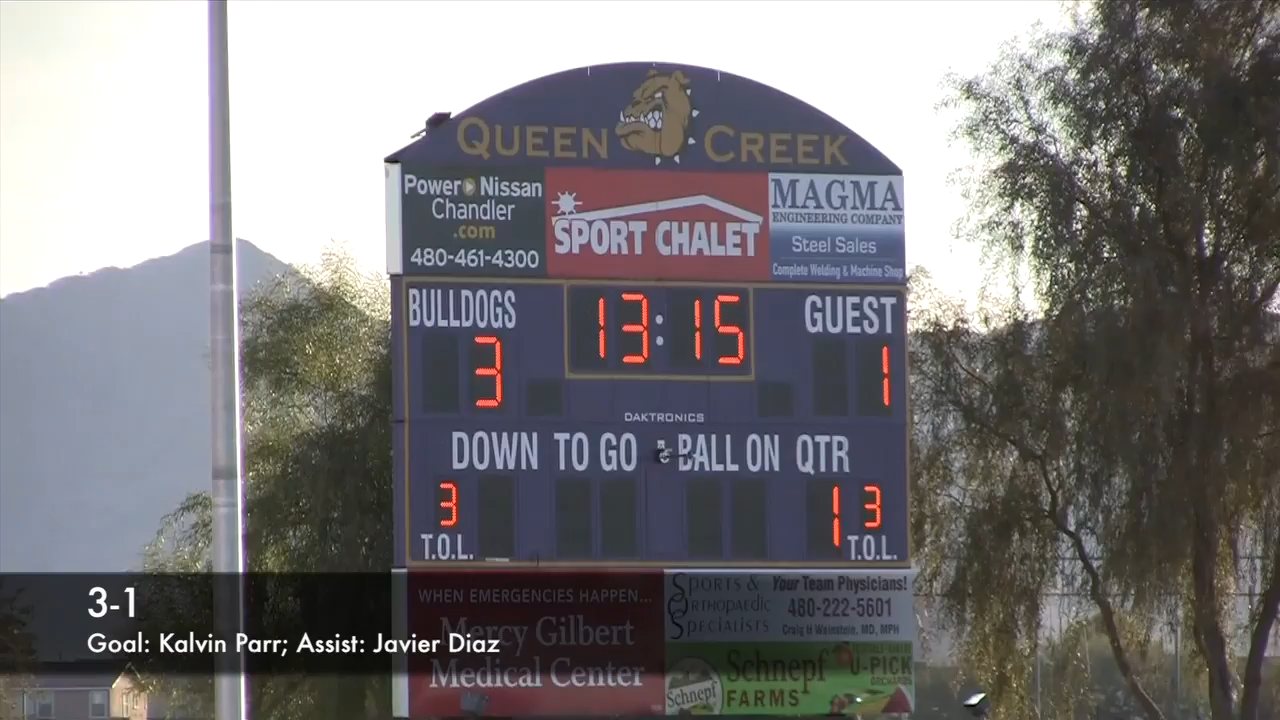 QUEEN CREEK
Power Nissan
Chandler
.com
480-461-4300
SPORT CHALET
MAGMA
ENGINEERING COMPANY
Steel Sales
Complete Welding & Machine Shop
BULLDOGS
13:15
GUEST
3
1
DAKTRONICS
DOWN TO GO BALL ON QTR
3
1 3
T.O.L.
T.O.L.
WHEN EMERGENCIES HAPPEN...
Mercy Gilbert
Medical Center
SPORTS &
ORTHOPAEDIC
SPECIALISTS
Your Team Physicians!
480-222-5601
Craig H Weinstein, MD, MPH
Schnepf
Schnepf
FARMS
U-PICK
ORCHARDS
3-1
Goal: Kalvin Parr; Assist: Javier Diaz